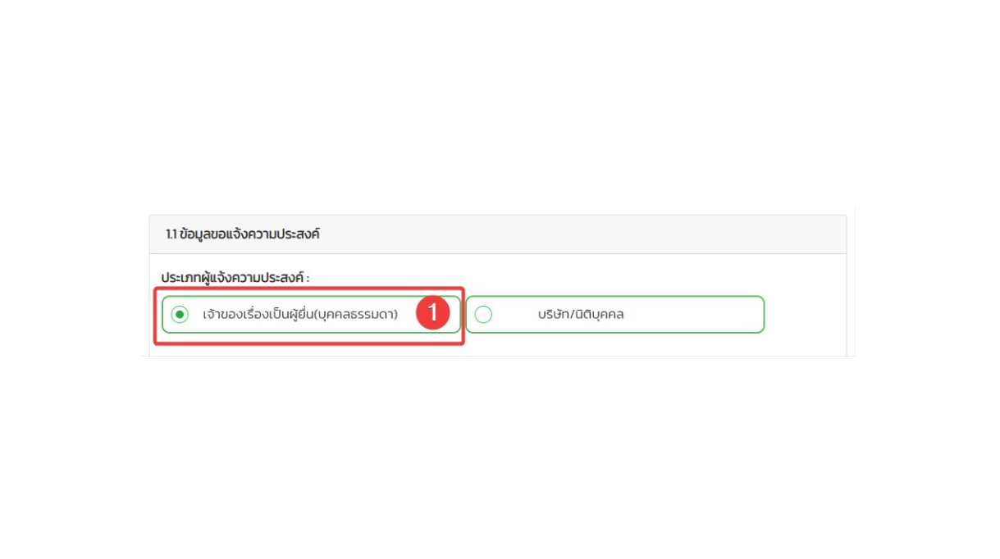 1.1 ข้อมูลขอแจ้งความประสงค์
ประเภทผู้แจ้งความประสงค์ :
เจ้าของเรื่องเป็นผู้ยื่น(บุคคลธรรมดา) 1 บริษัท/นิติบุคคล